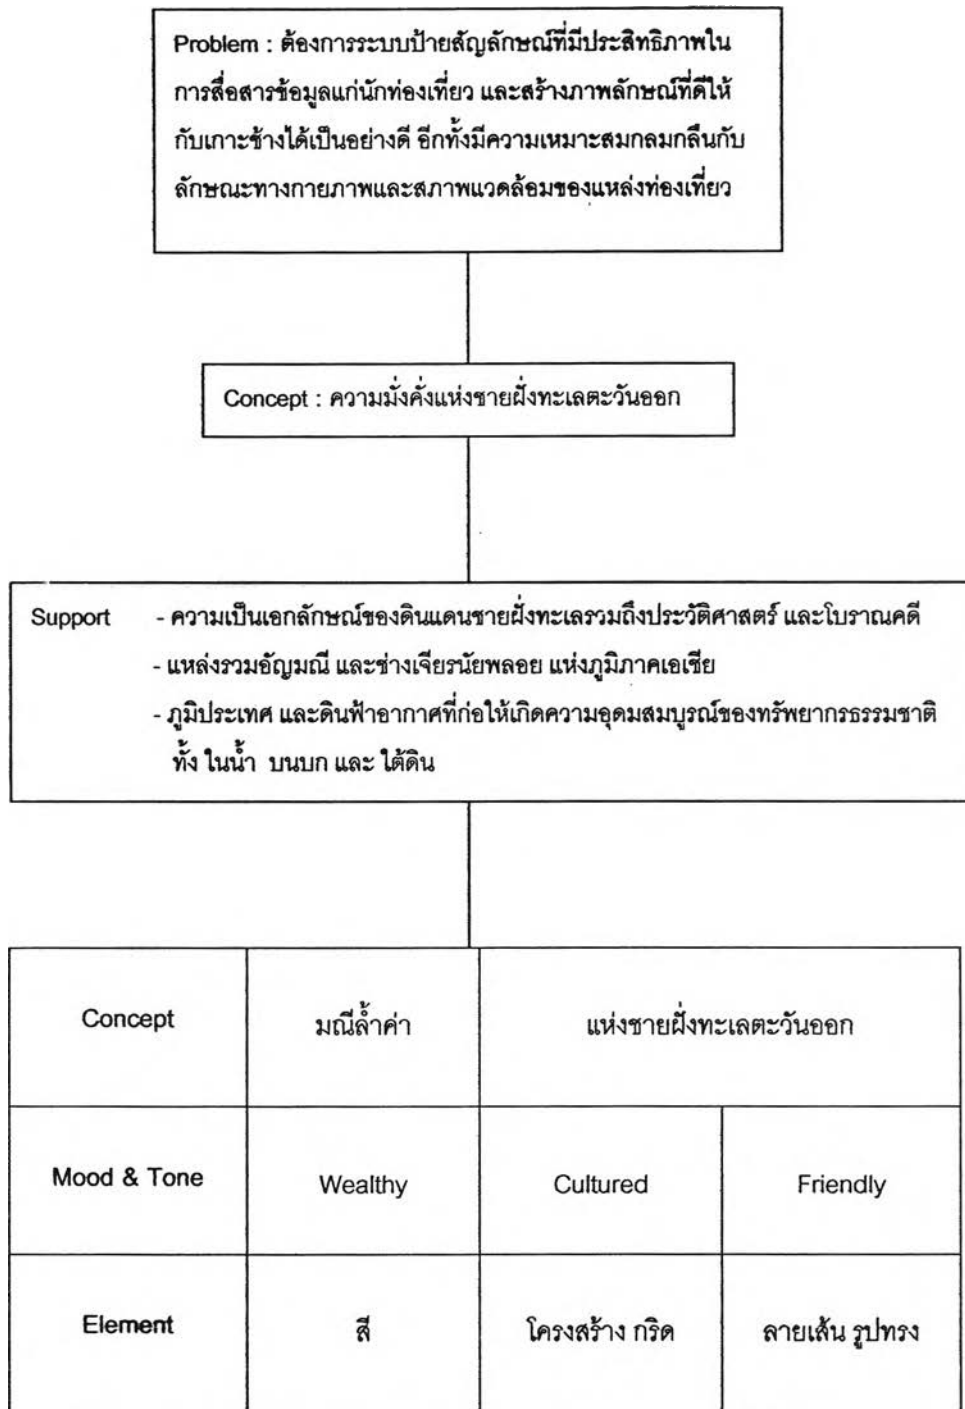 Problem : ต้องการระบบป้ายสัญลักษณ์ที่มีประสิทธิภาพใน
การสื่อสารข้อมูลแก่นักท่องเที่ยว และสร้างภาพลักษณ์ที่ดีให้
กับเกาะช้างได้เป็นอย่างดี อีกทั้งมีความเหมาะสมกลมกลืนกับ
ลักษณะทางกายภาพและสภาพแวดล้อมของแหล่งท่องเที่ยว
Concept : ความมั่งคั่งแห่งชายฝั่งทะเลตะวันออก
Support - ความเป็นเอกลักษณ์ของดินแดนชายฝั่งทะเลรวมถึงประวัติศาสตร์ และโบราณคดี
- แหล่งรวมอัญมณี และช่างเจียรนัยพลอย แห่งภูมิภาคเอเชีย
- ภูมิประเทศ และดินฟ้าอากาศที่ก่อให้เกิดความอุดมสมบูรณ์ของทรัพยากรธรรมชาติ
ทั้ง ในน้ำ บนบก และ ใต้ดิน
Concept มณีล้ำค่า แห่งชายฝั่งทะเลตะวันออก
Mood & Tone Wealthy Cultured Friendly
Element สี โครงสร้าง กริด ลายเส้น รูปทรง